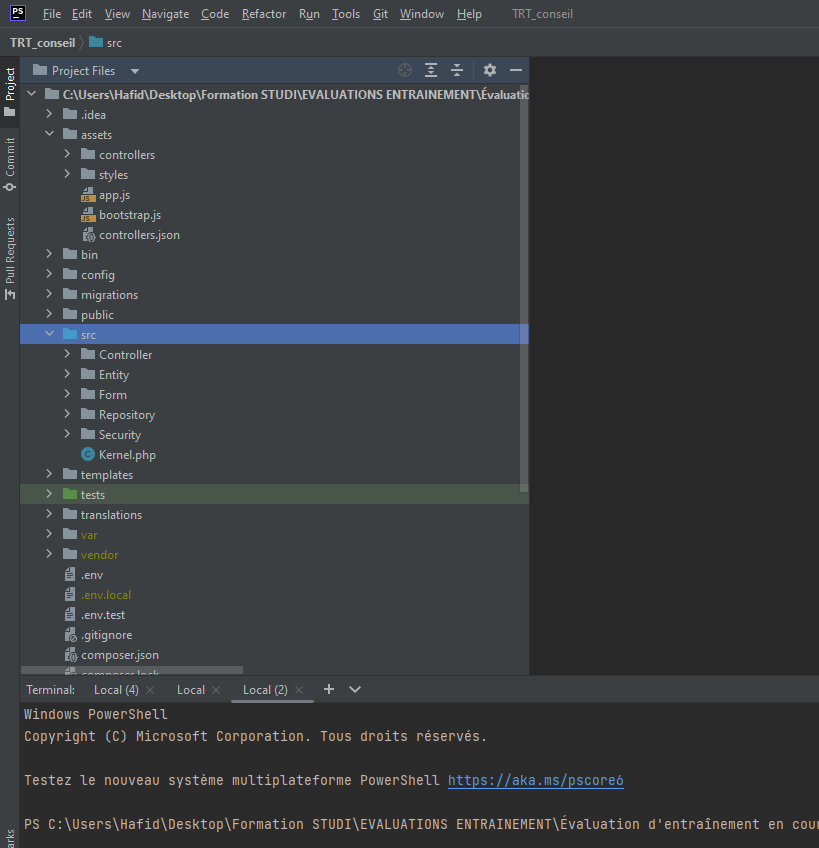 PS File Edit View Navigate Code Refactor Run Tools Git Window Help TRT_conseil
TRT_conseil src
Project
Commit
Pull Requests
Project Files
C:\Users\Hafid\Desktop\Formation STUDI\EVALUATIONS ENTRAINEMENT\Évaluatio
.idea
assets
controllers
styles
app.js
bootstrap.js
controllers.json
bin
config
migrations
public
src
Controller
Entity
Form
Repository
Security
Kernel.php
templates
tests
translations
var
vendor
.env
.env.local
.env.test
.gitignore
composer.json
composer.lock
Terminal: Local (4) Local Local (2)
Windows PowerShell
Copyright (C) Microsoft Corporation. Tous droits réservés.
Testez le nouveau système multiplateforme PowerShell https://aka.ms/pscore6
PS C:\Users\Hafid\Desktop\Formation STUDI\EVALUATIONS ENTRAINEMENT\Évaluation d'entraînement en cour
arks